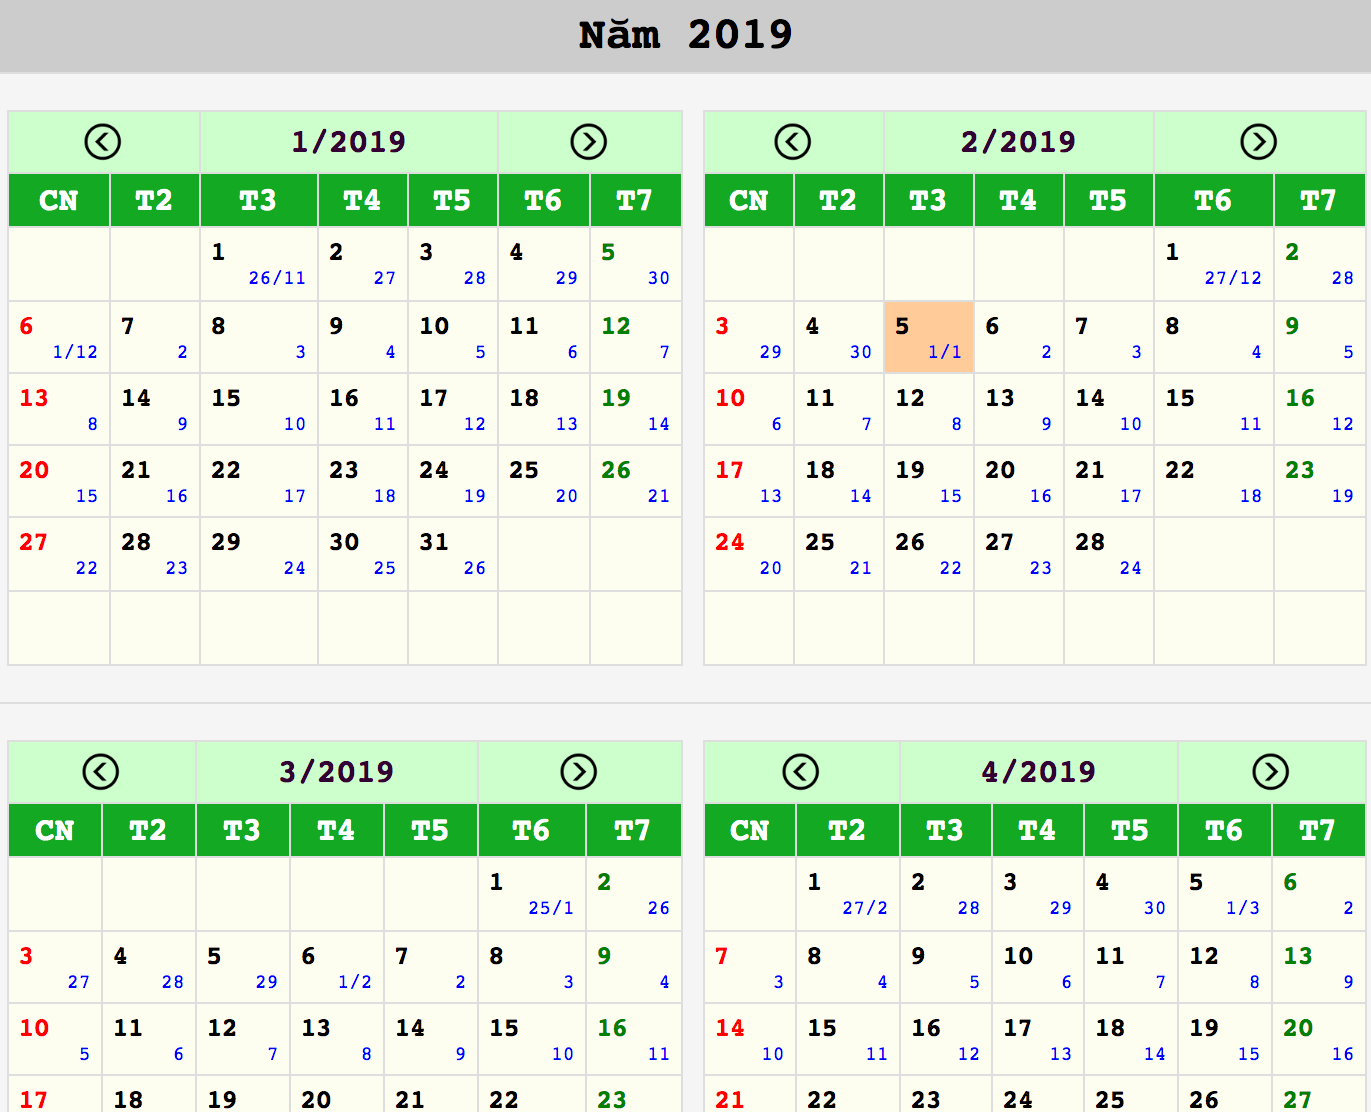 Năm 2019
1/2019
CN T2 T3 T4 T5 T6 T7
1 2 3 4 5
26/11 27 28 29 30
6 7 8 9 10 11 12
1/12 2 3 4 5 6 7
13 14 15 16 17 18 19
8 9 10 11 12 13 14
20 21 22 23 24 25 26
15 16 17 18 19 20 21
27 28 29 30 31
22 23 24 25 26
2/2019
CN T2 T3 T4 T5 T6 T7
1 2
27/12 28
3 4 5 6 7 8 9
29 30 1/1 2 3 4 5
10 11 12 13 14 15 16
6 7 8 9 10 11 12
17 18 19 20 21 22 23
13 14 15 16 17 18 19
24 25 26 27 28
20 21 22 23 24
3/2019
CN T2 T3 T4 T5 T6 T7
1 2
25/1 26
3 4 5 6 7 8 9
27 28 29 1/2 2 3 4
10 11 12 13 14 15 16
5 6 7 8 9 10 11
17 18 19 20 21 22 23
4/2019
CN T2 T3 T4 T5 T6 T7
1 2 3 4 5 6
27/2 28 29 30 1/3 2
7 8 9 10 11 12 13
3 4 5 6 7 8 9
14 15 16 17 18 19 20
10 11 12 13 14 15 16
21 22 23 24 25 26 27